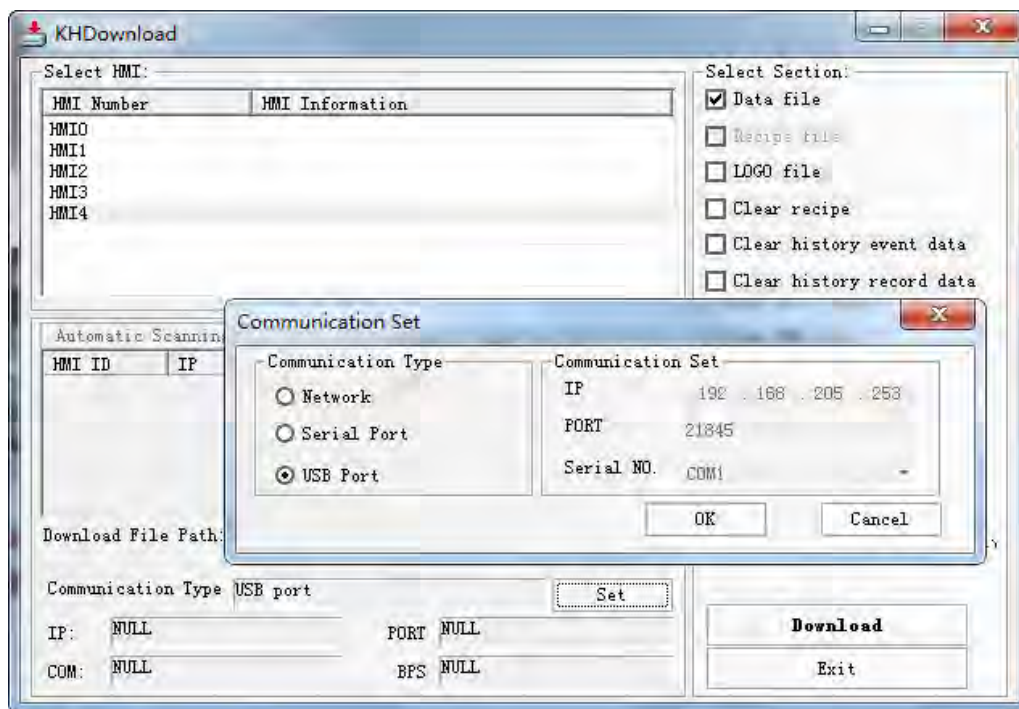 KHDownload
Select HMI:
HMI Number HMI Information
HMI0
HMI1
HMI2
HMI3
HMI4
Select Section:
Data file
Recipe file
LOGO file
Clear recipe
Clear history event data
Clear history record data
Automatic Scanning
HMI ID IP
Communication Set
Communication Type
Network
Serial Port
USB Port
Communication Set
IP 192 . 168 . 205 . 253
PORT 21845
Serial NO. COM1
OK Cancel
Download File Path:
Communication Type USB port Set
IP: NULL PORT NULL
COM: NULL BPS NULL
Download
Exit